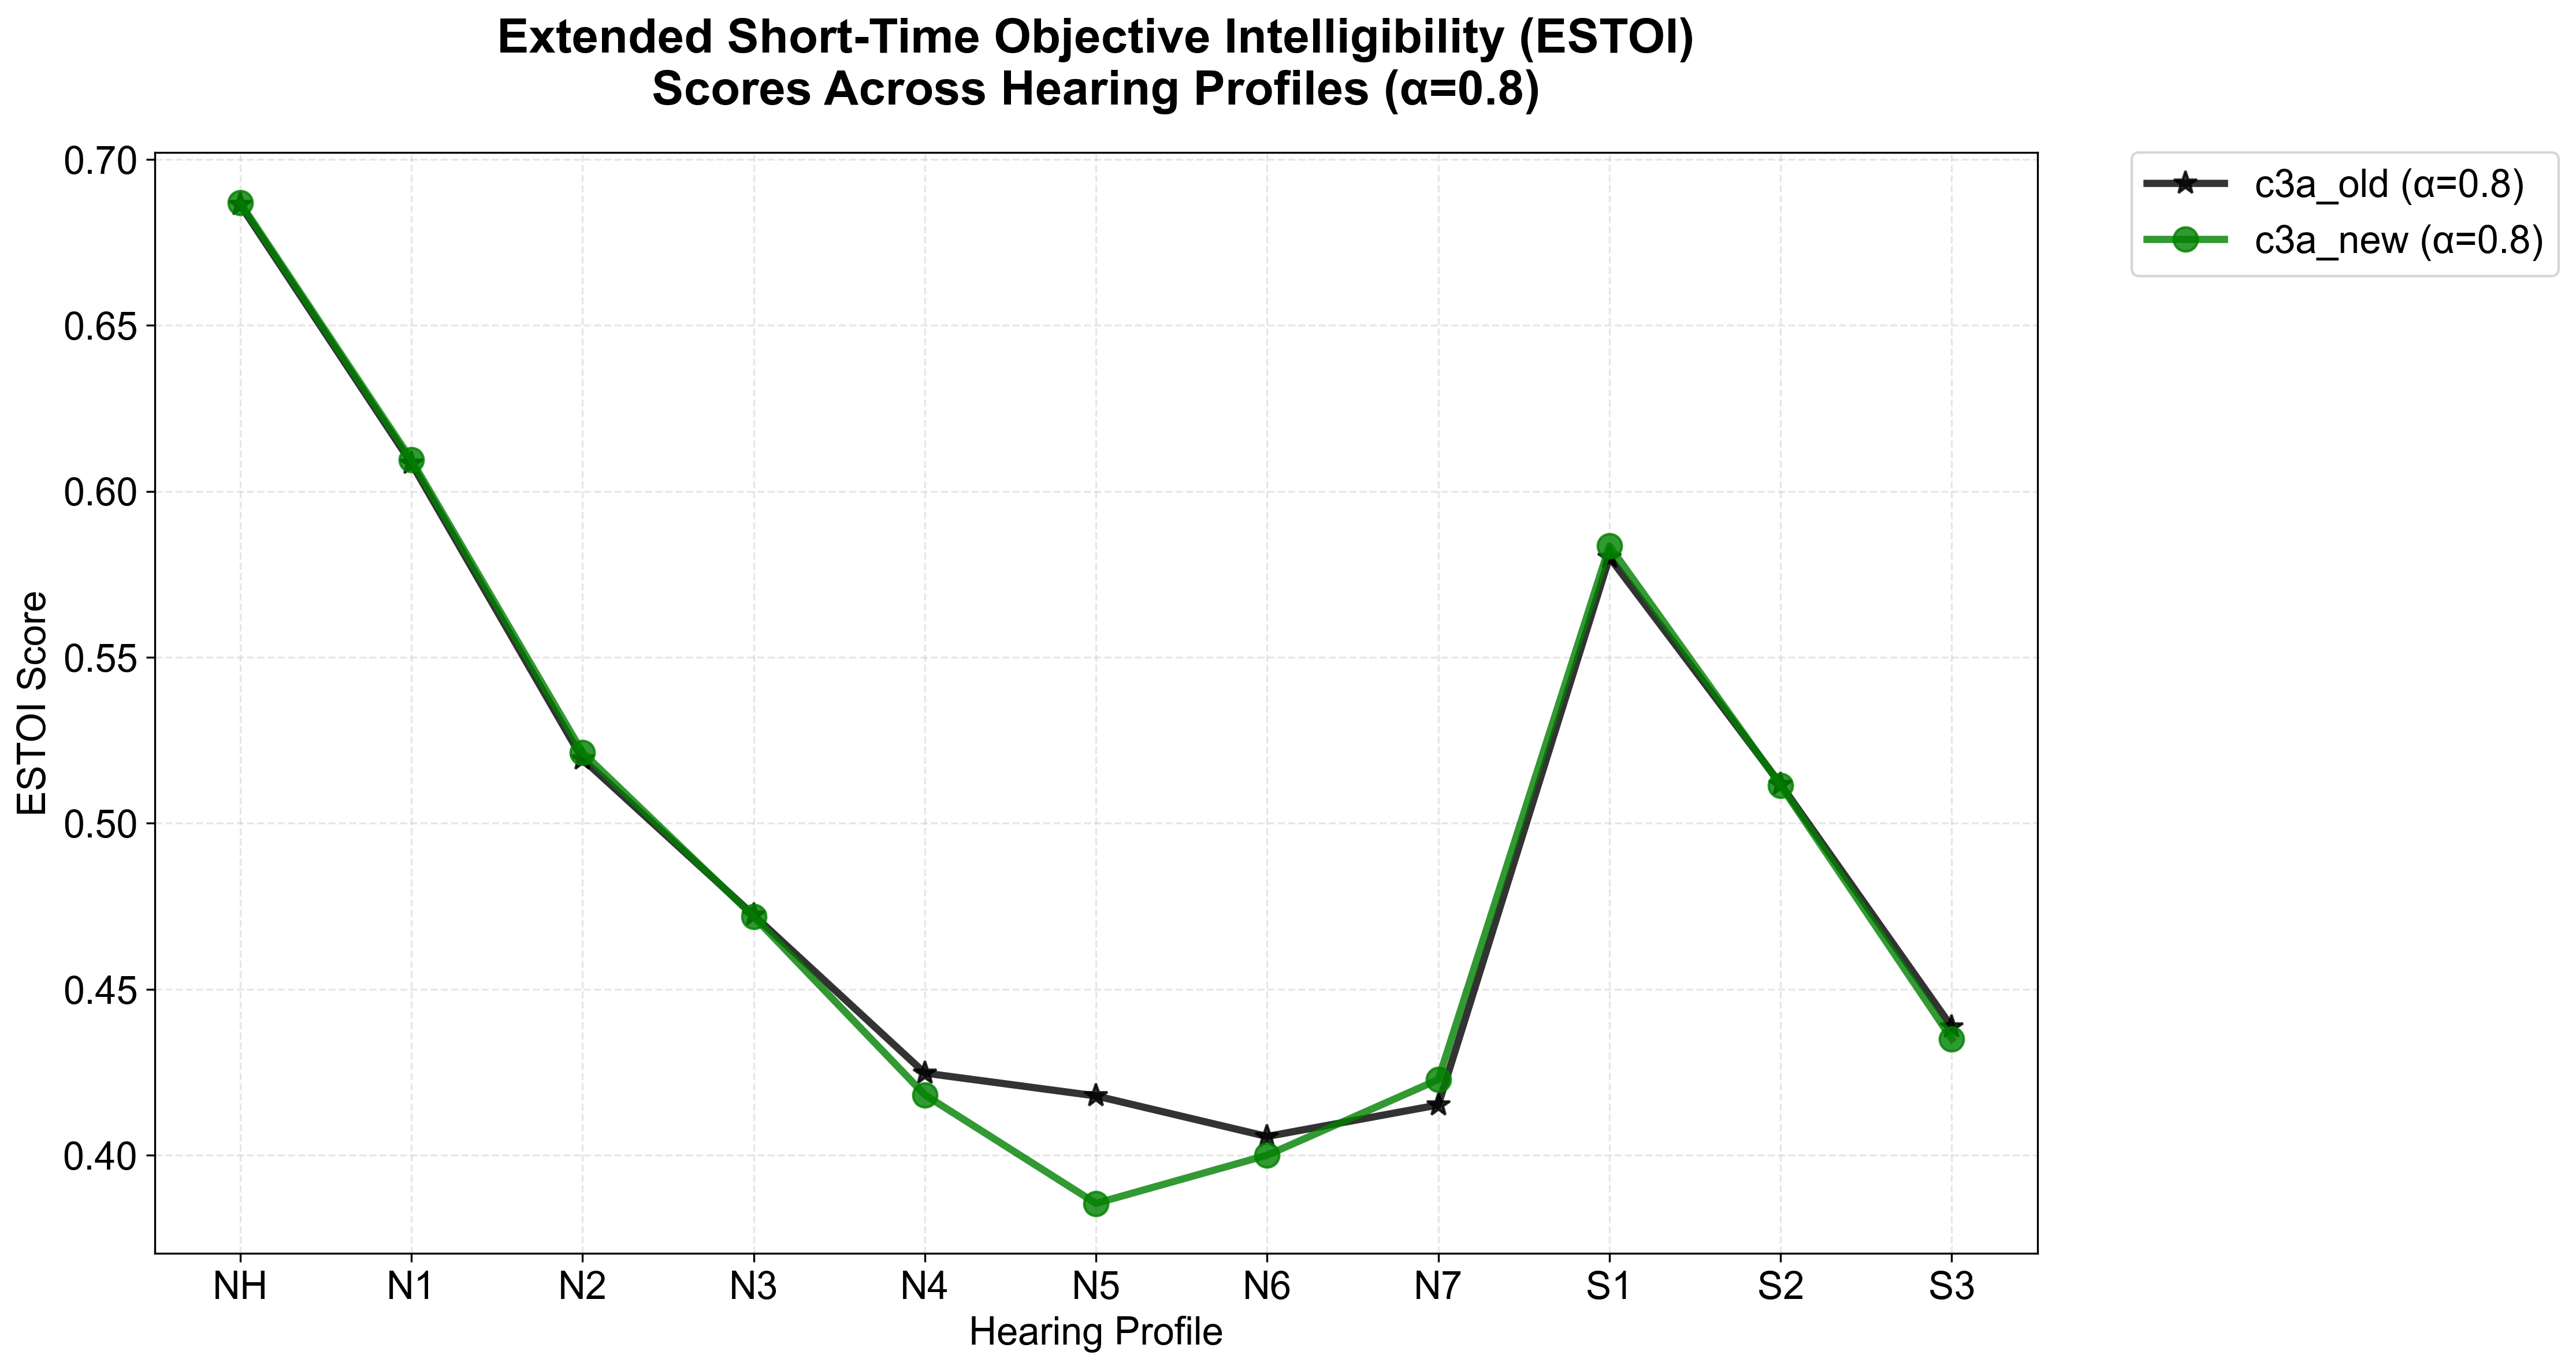 Extended Short-Time Objective Intelligibility (ESTOI)
Scores Across Hearing Profiles (α=0.8)
c3a_old (α=0.8)
c3a_new (α=0.8)
ESTOI Score
0.70
0.65
0.60
0.55
0.50
0.45
0.40
NH N1 N2 N3 N4 N5 N6 N7 S1 S2 S3
Hearing Profile